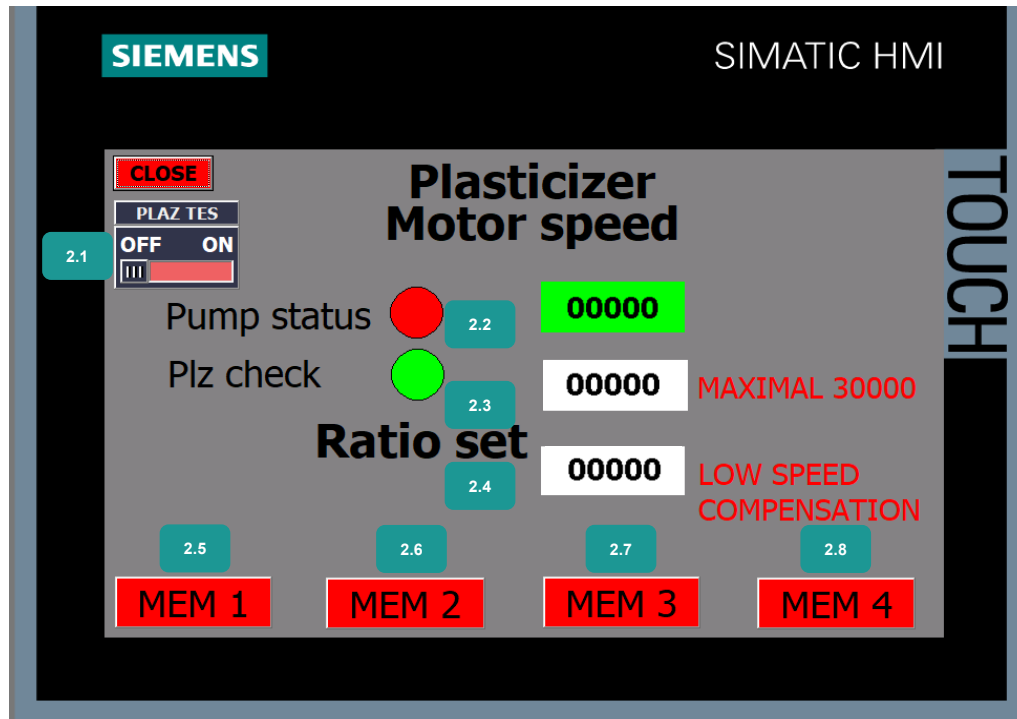 SIEMENS
SIMATIC HMI
TOUCH
CLOSE
Plasticizer
Motor speed
PLAZ TES
OFF ON
2.1
Pump status
2.2
00000
Plz check
2.3
00000
MAXIMAL 30000
Ratio set
2.4
00000
LOW SPEED
COMPENSATION
2.5
2.6
2.7
2.8
MEM 1
MEM 2
MEM 3
MEM 4